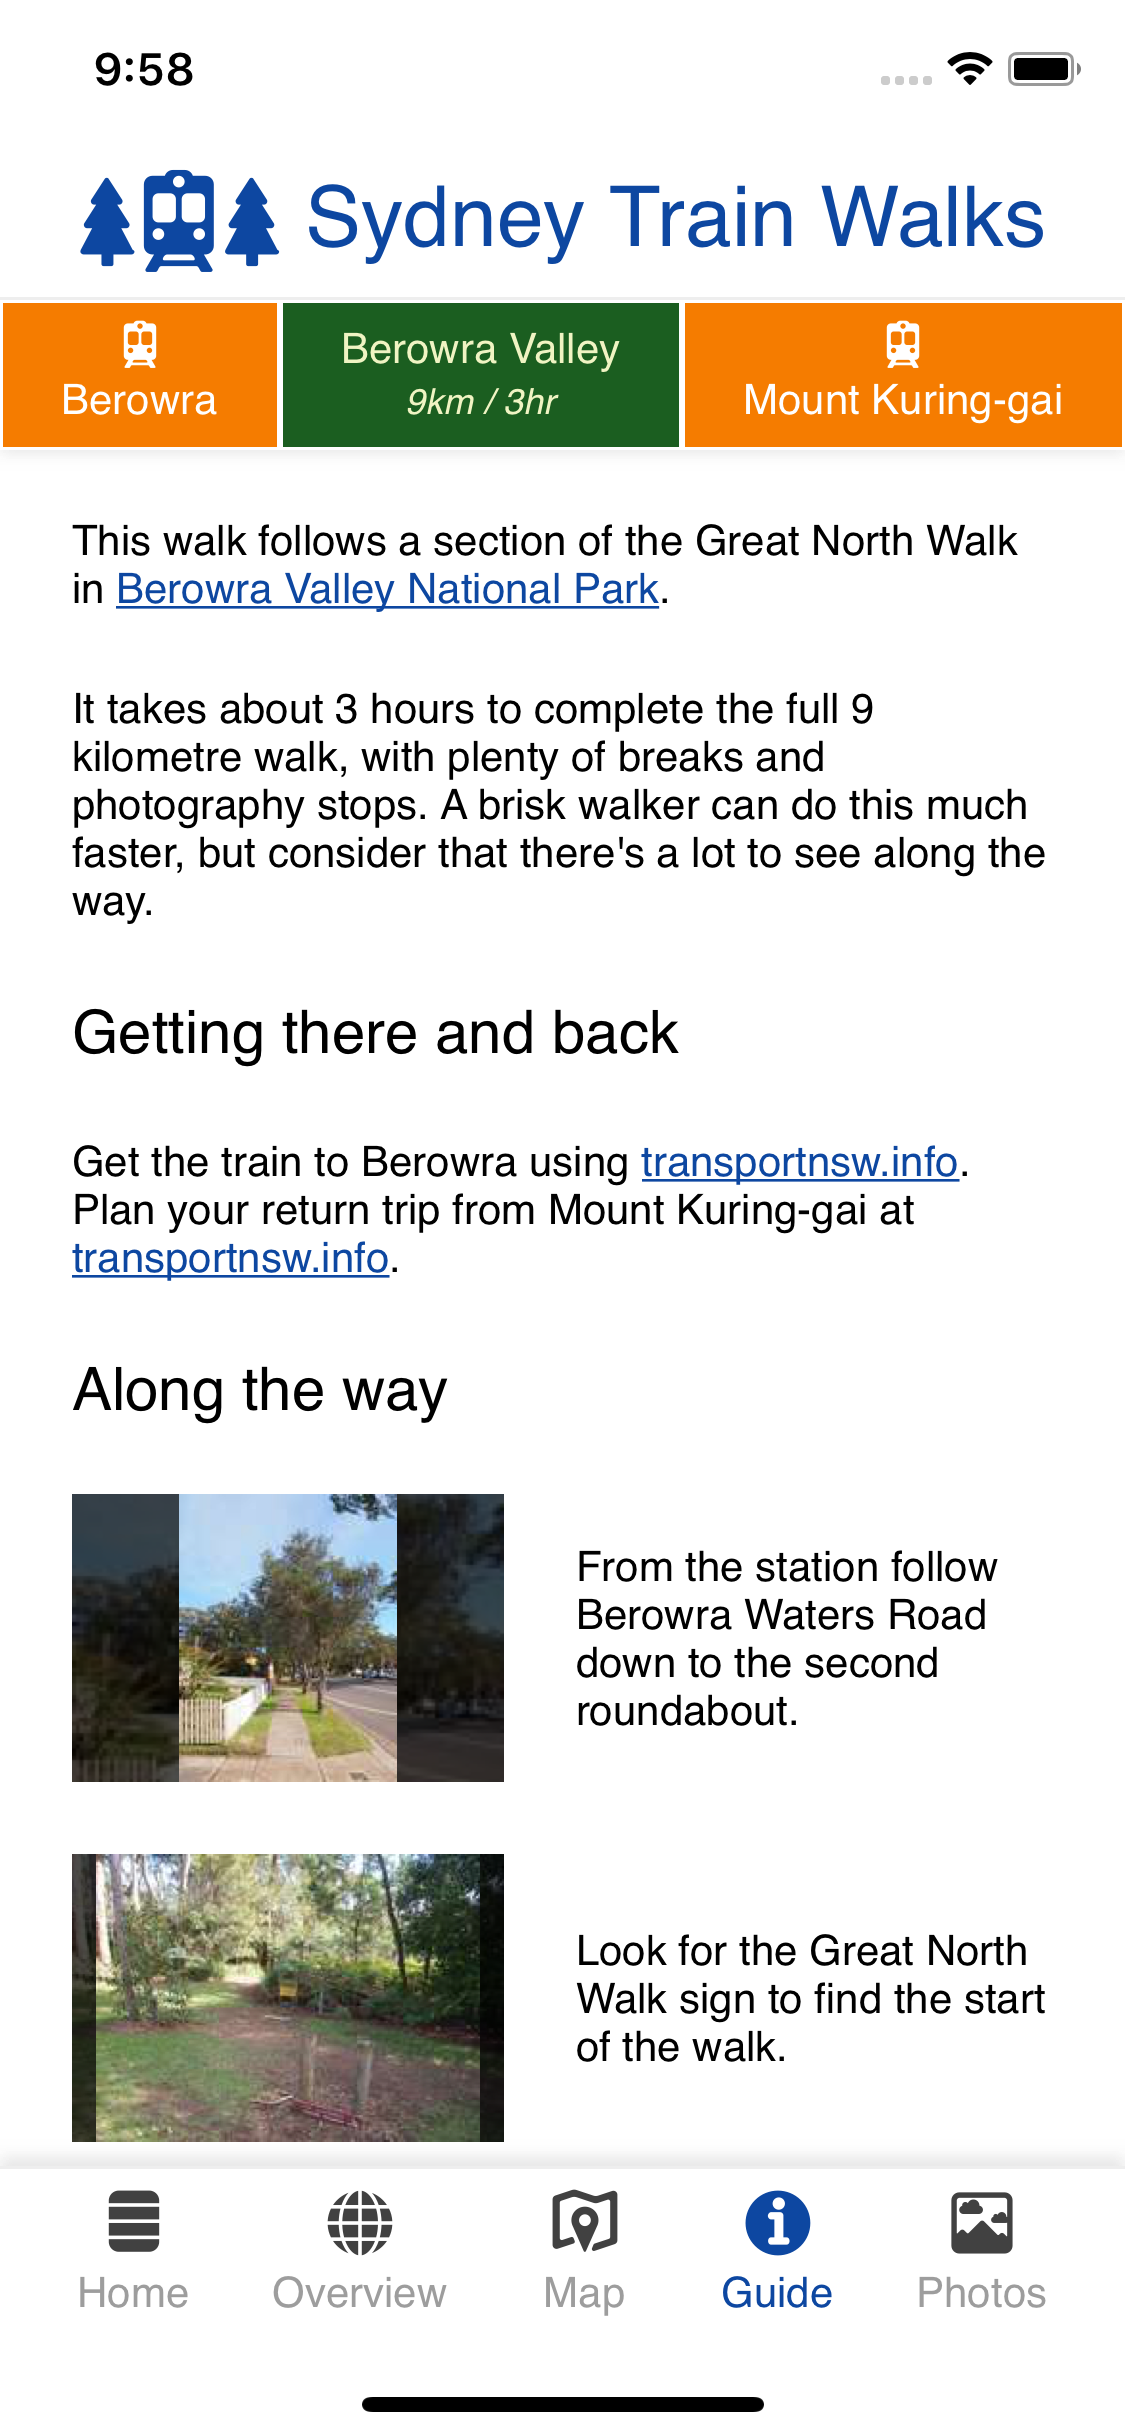 9:58
Sydney Train Walks
Berowra
Berowra Valley
9km / 3hr
Mount Kuring-gai
This walk follows a section of the Great North Walk
in Berowra Valley National Park.
It takes about 3 hours to complete the full 9
kilometre walk, with plenty of breaks and
photography stops. A brisk walker can do this much
faster, but consider that there's a lot to see along the
way.
Getting there and back
Get the train to Berowra using transportnsw.info.
Plan your return trip from Mount Kuring-gai at
transportnsw.info.
Along the way
From the station follow
Berowra Waters Road
down to the second
roundabout.
Look for the Great North
Walk sign to find the start
of the walk.
Home
Overview
Map
Guide
Photos